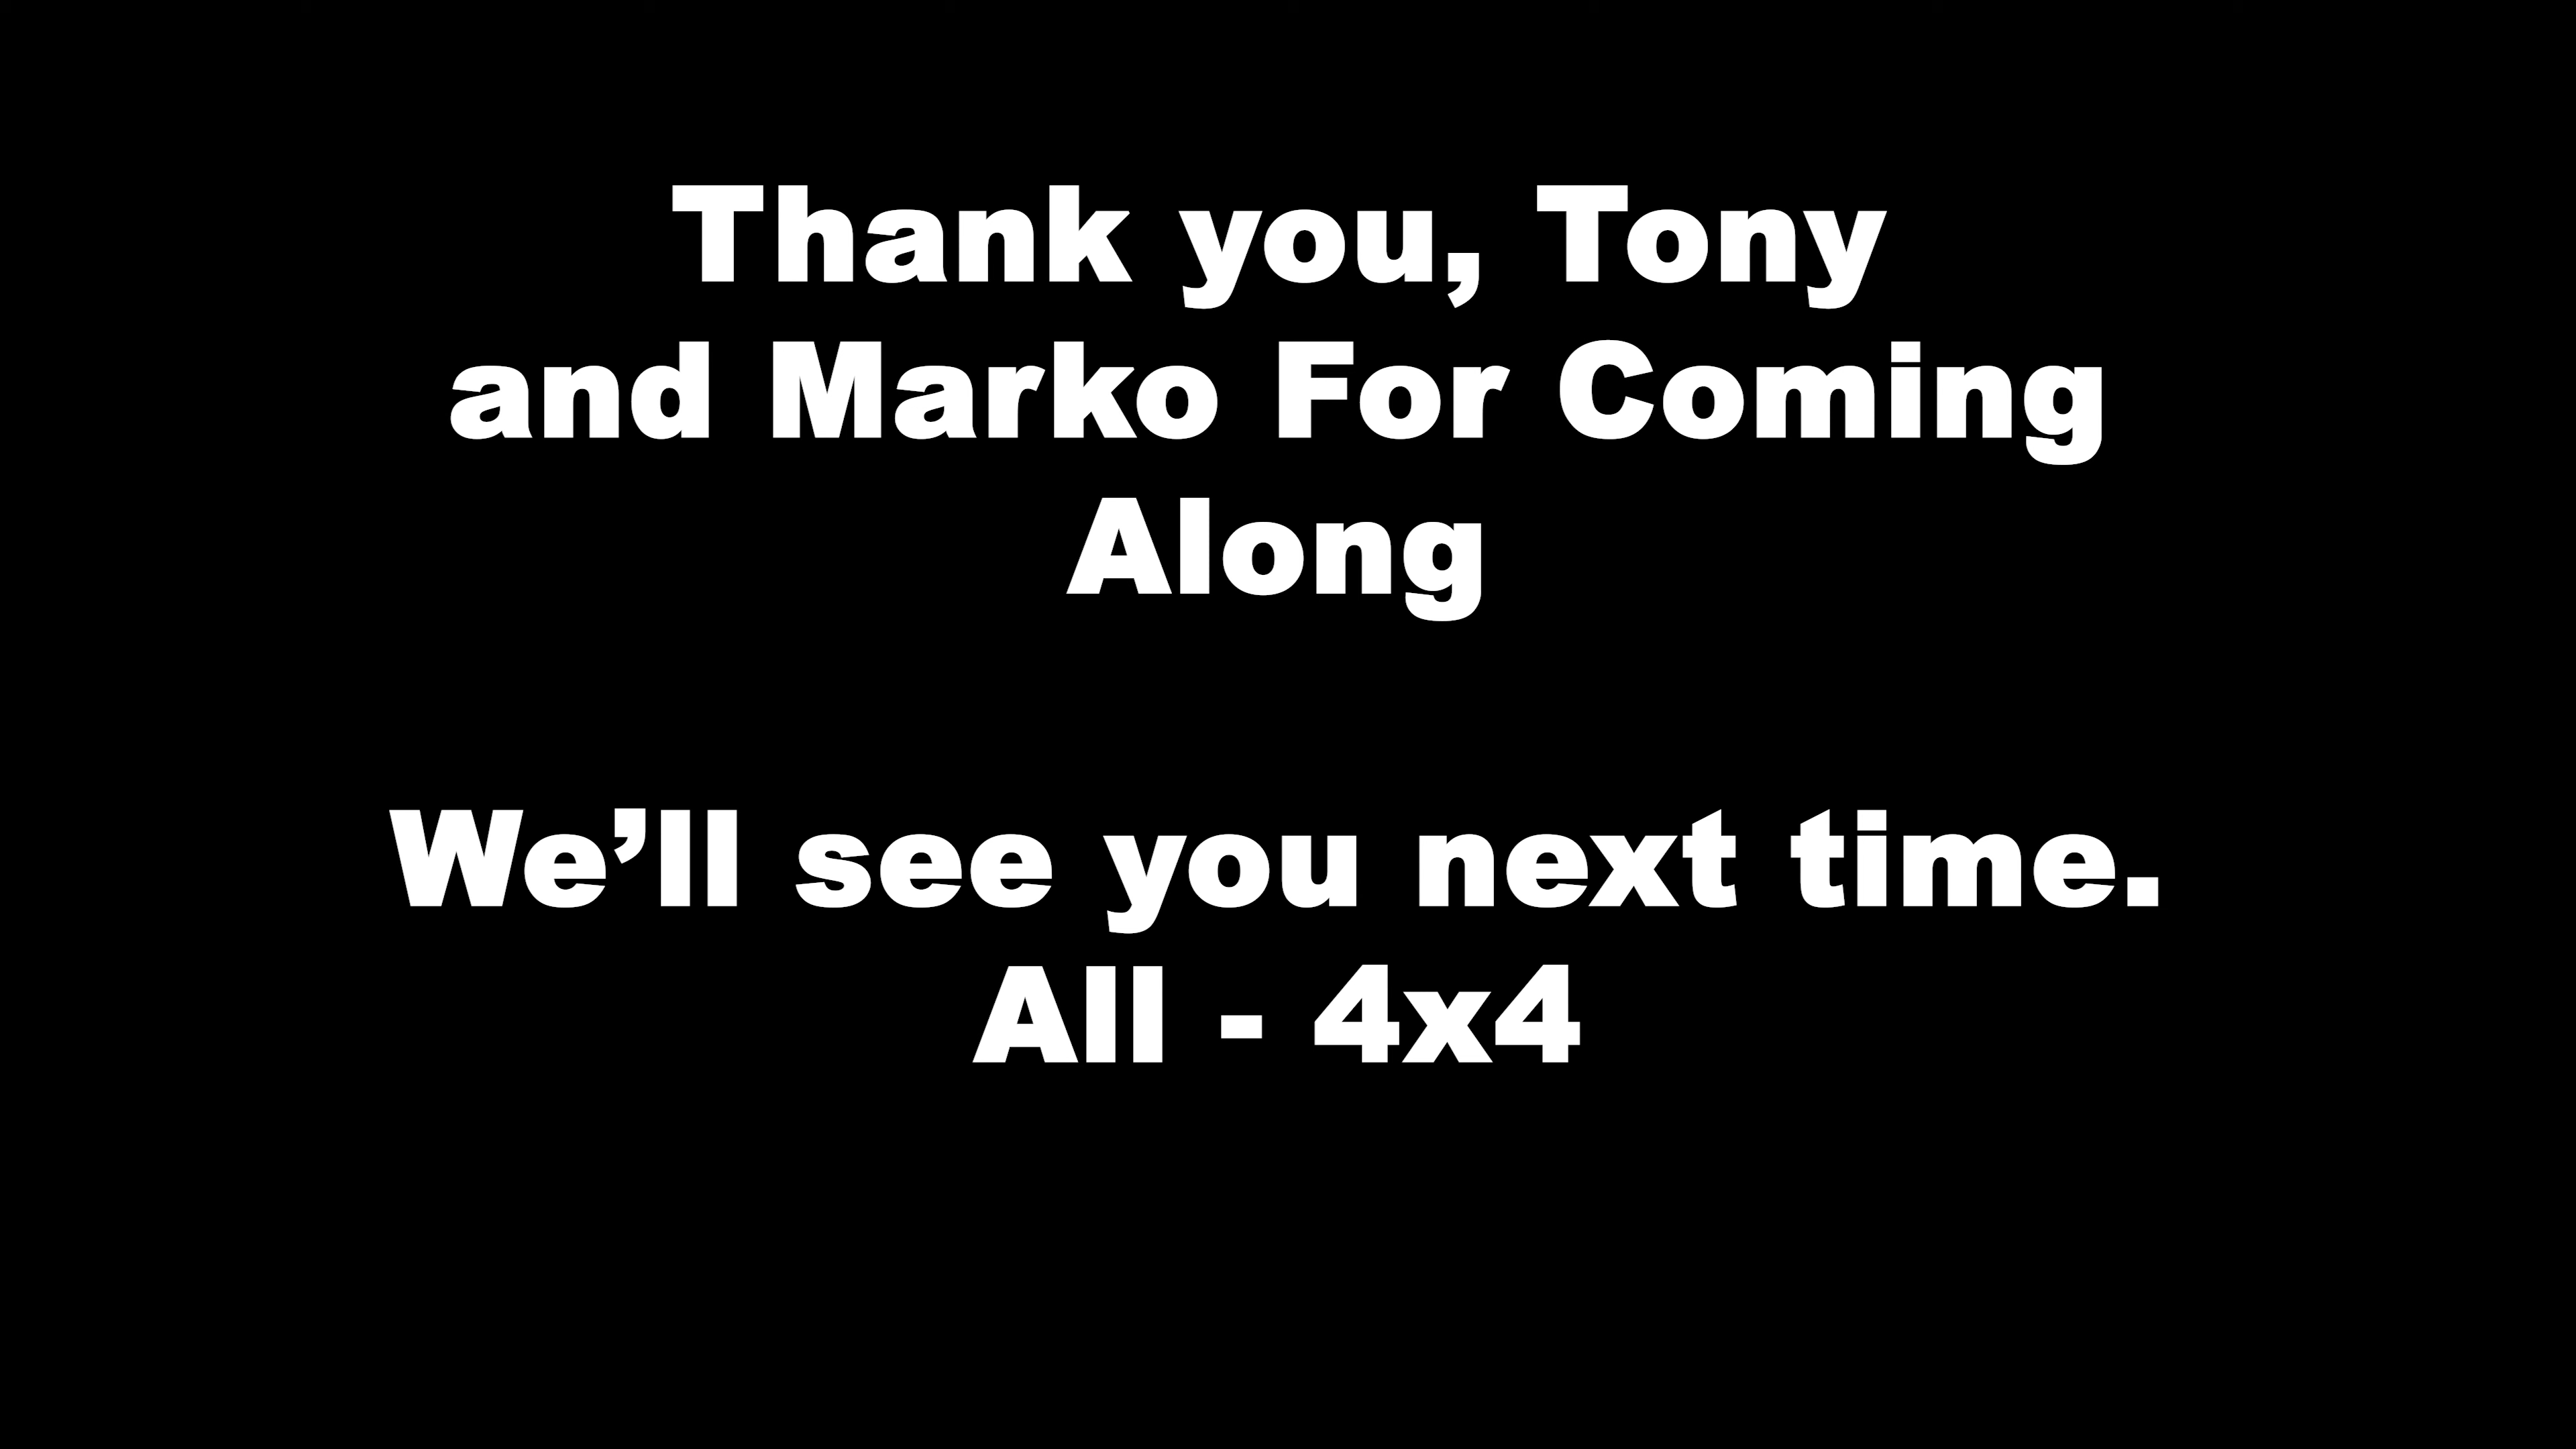 Thank you, Tony
and Marko For Coming
Along
We’ll see you next time.
All - 4x4